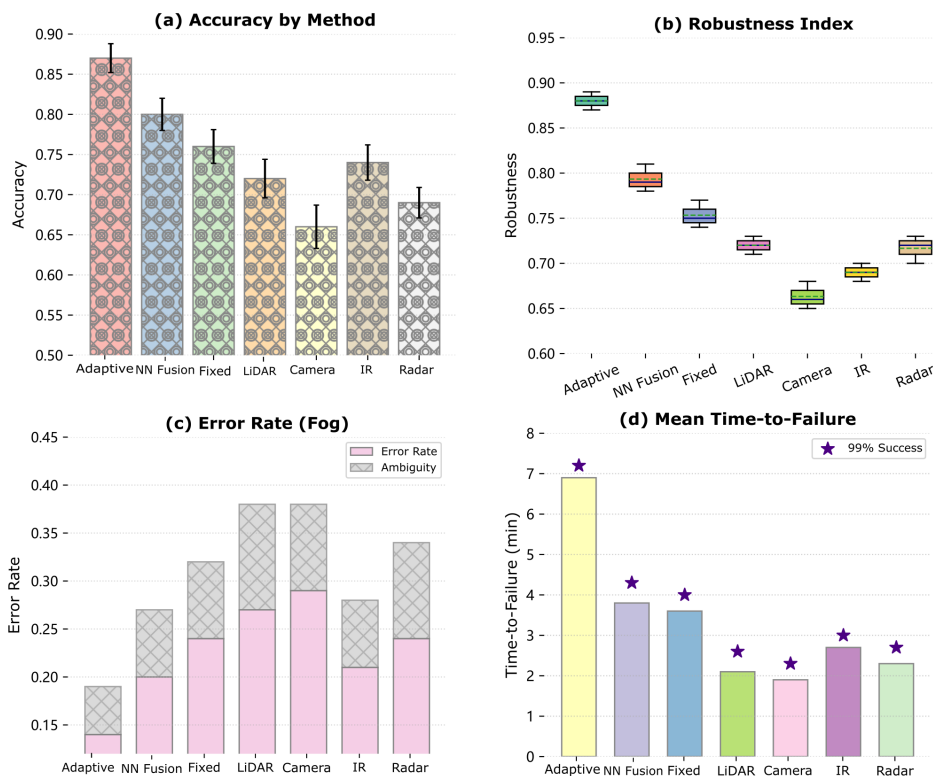 (a) Accuracy by Method
Accuracy
0.90
0.85
0.80
0.75
0.70
0.65
0.60
0.55
0.50
Adaptive NN Fusion Fixed LiDAR Camera IR Radar
(b) Robustness Index
Robustness
0.95
0.90
0.85
0.80
0.75
0.70
0.65
0.60
Adaptive NN Fusion Fixed LiDAR Camera IR Radar
(c) Error Rate (Fog)
Error Rate
0.45
0.40
0.35
0.30
0.25
0.20
0.15
Error Rate
Ambiguity
Adaptive NN Fusion Fixed LiDAR Camera IR Radar
(d) Mean Time-to-Failure
Time-to-Failure (min)
8
7
6
5
4
3
2
1
0
99% Success
Adaptive NN Fusion Fixed LiDAR Camera IR Radar